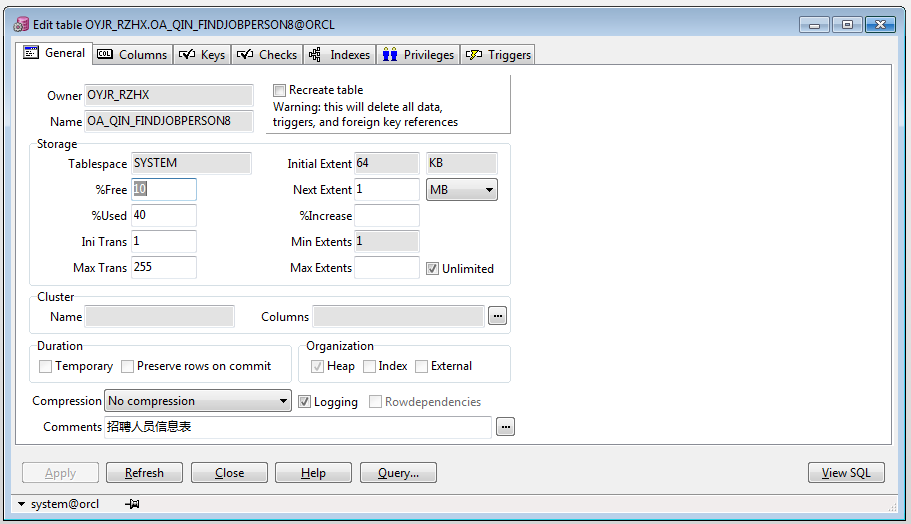 Edit table OYJR_RZHX.OA_QIN_FINDJOBPERSON8@ORCL
General Columns Keys Checks Indexes Privileges Triggers
Owner OYJR_RZHX
Name OA_QIN_FINDJOBPERSON8
Recreate table
Warning: this will delete all data,
triggers, and foreign key references
Storage
Tablespace SYSTEM Initial Extent 64 KB
%Free 10 Next Extent 1 MB
%Used 40 %Increase
Ini Trans 1 Min Extents 1
Max Trans 255 Max Extents Unlimited
Cluster
Name Columns ...
Duration
Temporary Preserve rows on commit
Organization
Heap Index External
Compression No compression Logging Rowdependencies
Comments 招聘人员信息表 ...
Apply Refresh Close Help Query... View SQL
system@orcl